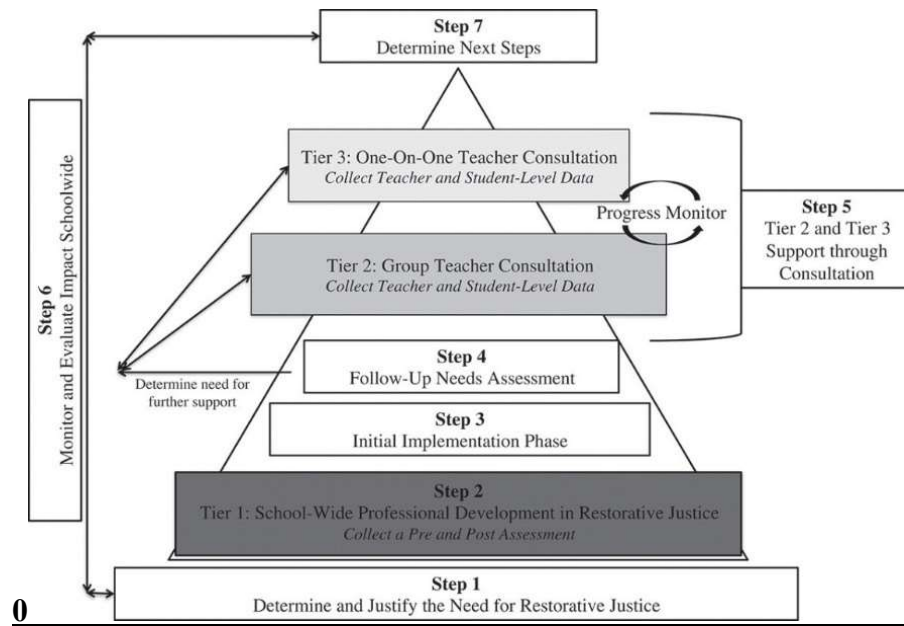 Step 7
Determine Next Steps
Tier 3: One-On-One Teacher Consultation
Collect Teacher and Student-Level Data
Progress Monitor
Step 5
Tier 2 and Tier 3
Support through
Consultation
Tier 2: Group Teacher Consultation
Collect Teacher and Student-Level Data
Step 6
Monitor and Evaluate Impact Schoolwide
Step 4
Follow-Up Needs Assessment
Determine need for
further support
Step 3
Initial Implementation Phase
Step 2
Tier 1: School-Wide Professional Development in Restorative Justice
Collect a Pre and Post Assessment
Step 1
Determine and Justify the Need for Restorative Justice
0